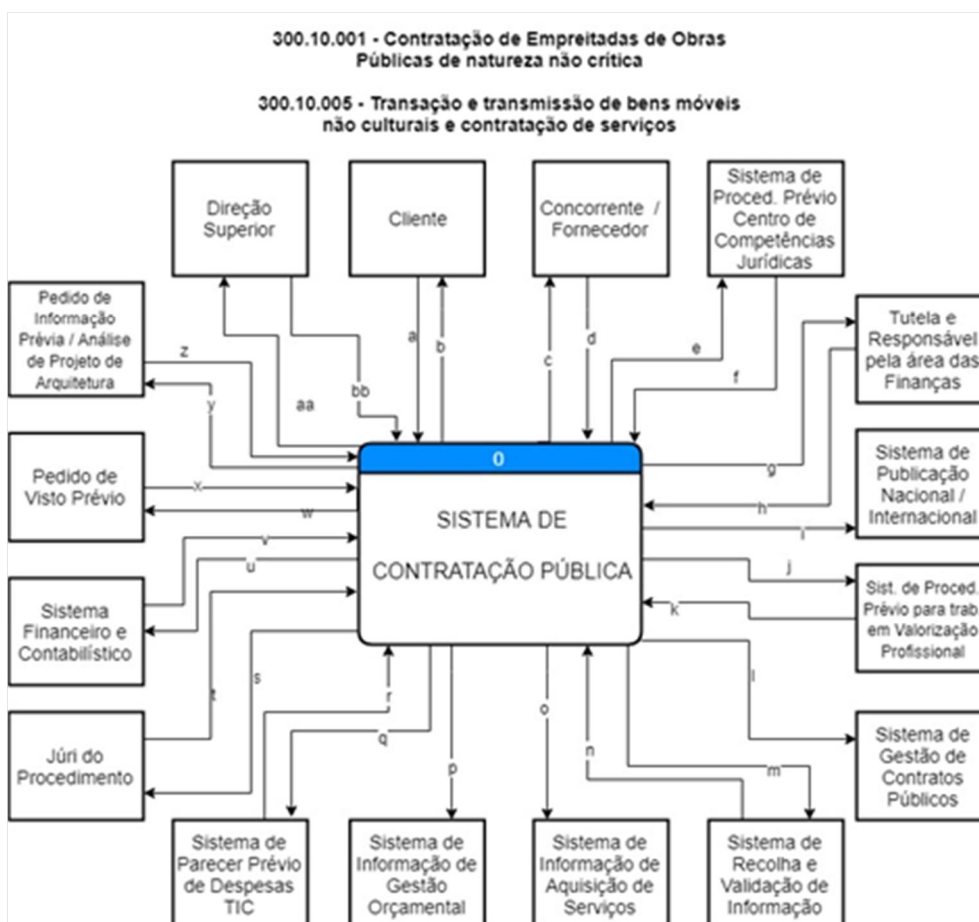 300.10.001 - Contratação de Empreitadas de Obras
Públicas de natureza não crítica
300.10.005 - Transação e transmissão de bens móveis
não culturais e contratação de serviços
Direção
Superior
Cliente
Concorrente /
Fornecedor
Sistema de
Proced. Prévio
Centro de
Competências
Jurídicas
Pedido de
Informação
Prévia / Análise
de Projeto de
Arquitetura
Tutela e
Responsável
pela área das
Finanças
z
y
aa
bb
a
b
c
d
e
f
g
h
Pedido de
Visto Prévio
x
w
0
SISTEMA DE
CONTRATAÇÃO PÚBLICA
Sistema de
Publicação
Nacional /
Internacional
i
j
k
Sistema
Financeiro e
Contabilístico
v
u
Sist. de Proced.
Prévio para trab
em Valorização
Profissional
Júri do
Procedimento
t
s
r
q
p
o
n
m
l
Sistema de
Gestão de
Contratos
Públicos
Sistema de
Parecer Prévio
de Despesas
TIC
Sistema de
Informação de
Gestão
Orçamental
Sistema de
Informação de
Aquisição de
Serviços
Sistema de
Recolha e
Validação de
Informação